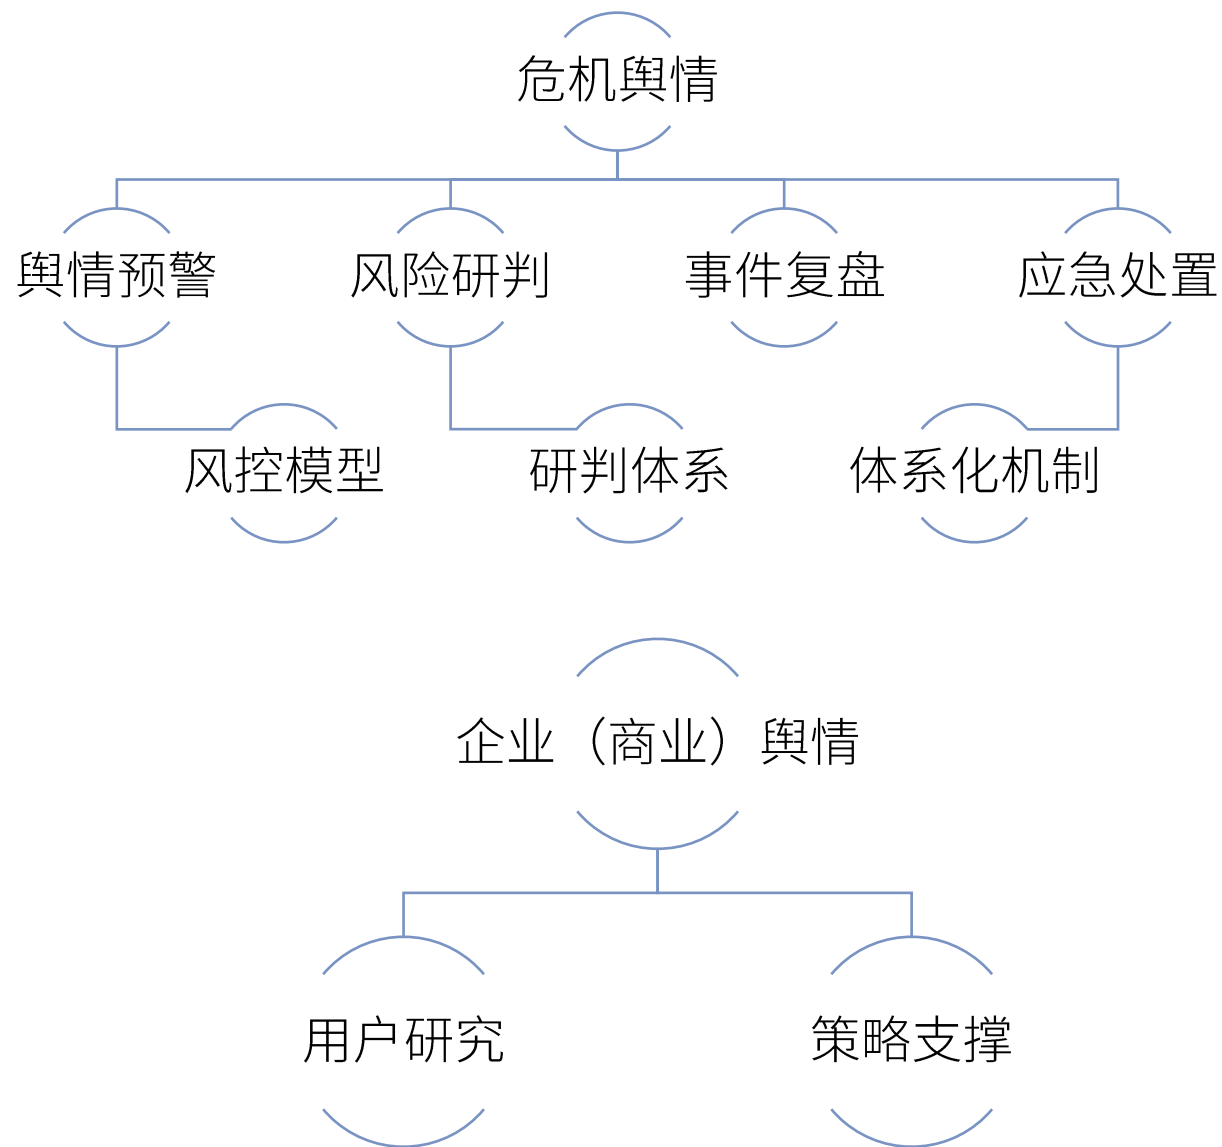 危机舆情
舆情预警
风险研判
事件复盘
应急处置
风控模型
研判体系
体系化机制
企业（商业）舆情
用户研究
策略支撑